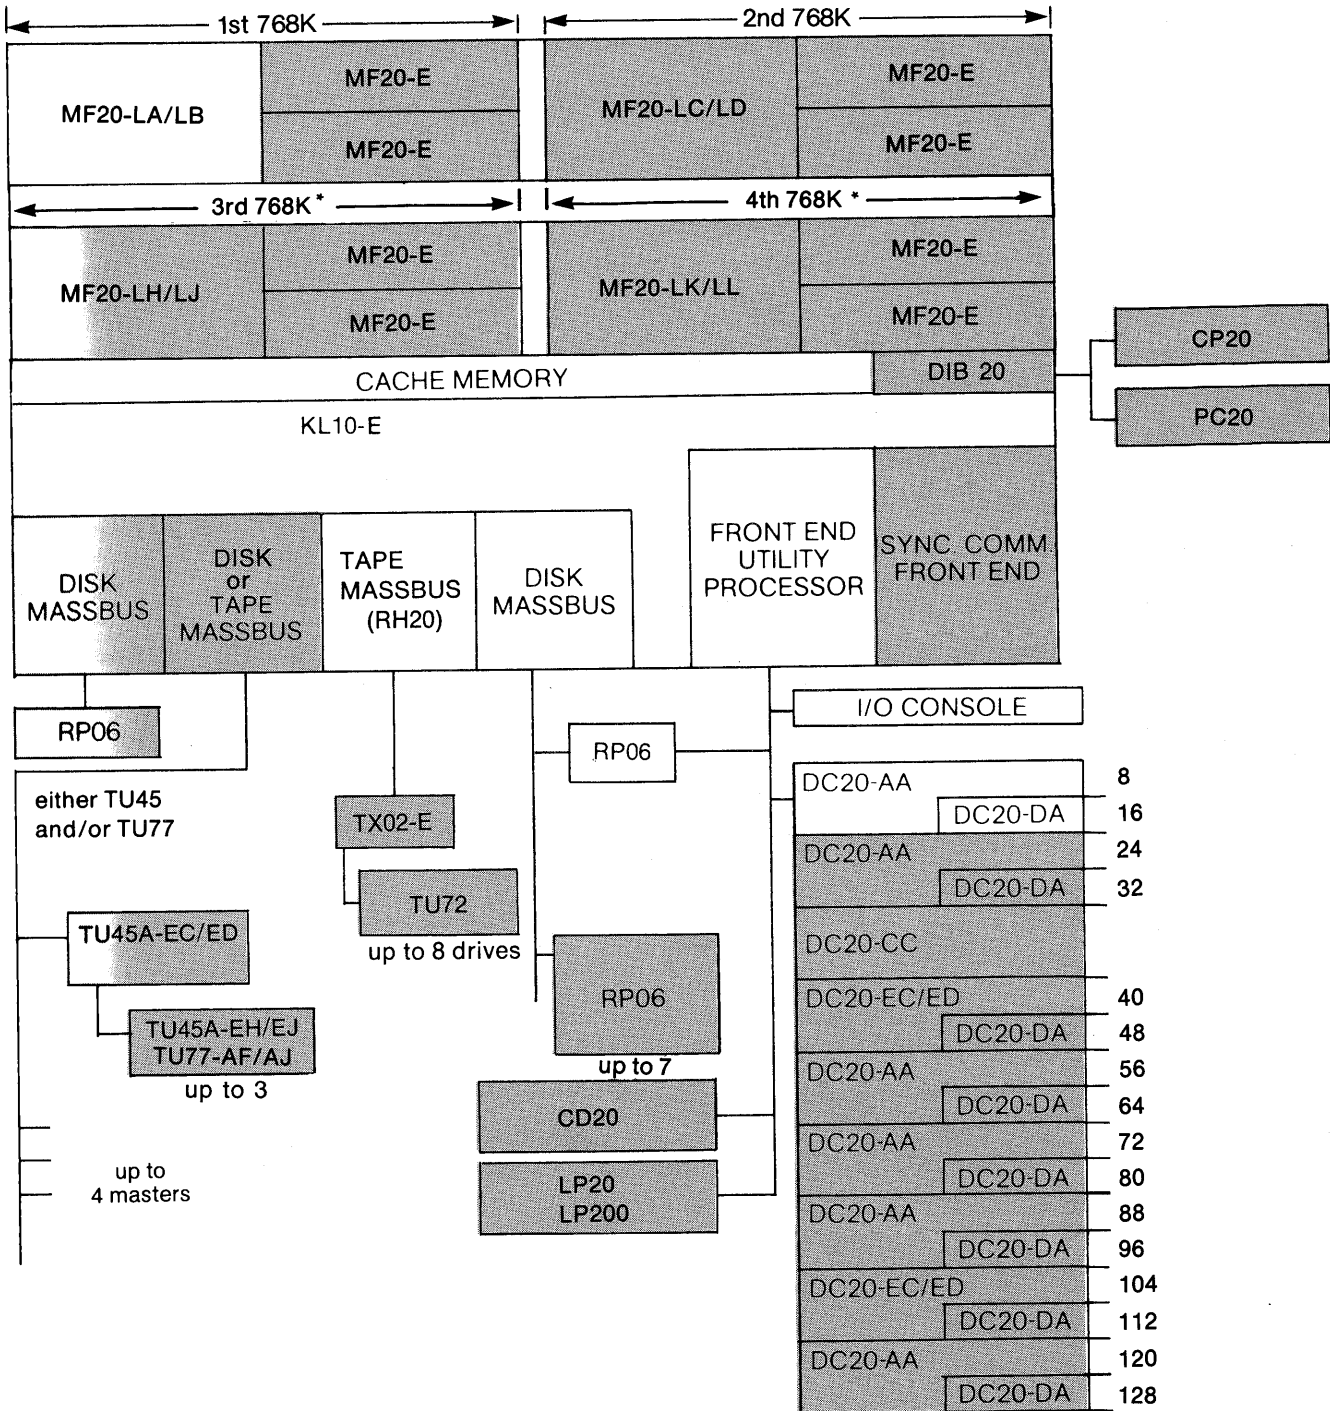 1st 768K
2nd 768K
MF20-LA/LB
MF20-E
MF20-E
MF20-LC/LD
MF20-E
MF20-E
3rd 768K*
4th 768K*
MF20-LH/LJ
MF20-E
MF20-E
MF20-LK/LL
MF20-E
MF20-E
CACHE MEMORY
DIB 20
CP20
PC20
KL10-E
DISK
MASSBUS
DISK
or
TAPE
MASSBUS
TAPE
MASSBUS
(RH20)
DISK
MASSBUS
FRONT END
UTILITY
PROCESSOR
SYNC. COMM.
FRONT END
RP06
either TU45
and/or TU77
TU45A-EC/ED
TU45A-EH/EJ
TU77-AF/AJ
up to 3
up to
4 masters
TX02-E
TU72
up to 8 drives
RP06
RP06
up to 7
CD20
LP20
LP200
I/O CONSOLE
DC20-AA 8
DC20-DA 16
DC20-AA 24
DC20-DA 32
DC20-CC
DC20-EC/ED 40
DC20-DA 48
DC20-AA 56
DC20-DA 64
DC20-AA 72
DC20-DA 80
DC20-AA 88
DC20-DA 96
DC20-EC/ED 104
DC20-DA 112
DC20-AA 120
DC20-DA 128